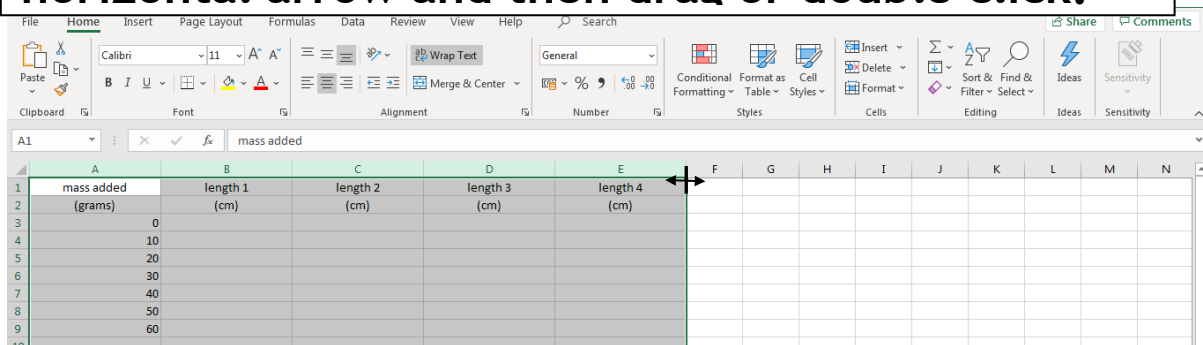 horizontal arrow and then drag or double click.
File Home Insert Page Layout Formulas Data Review View Help Search Share Comments
Paste Calibri 11 A^ A˅ ab Wrap Text General Conditional Formatting Format as Table Cell Styles Insert Sort & Filter Find & Select Ideas Sensitivity
B I U A Merge & Center % 9 .00 Delete
Format
Clipboard Font Alignment Number Styles Cells Editing Ideas Sensitivity
A1 fx mass added
A B C D E F G H I J K L M N
1 mass added length 1 length 2 length 3 length 4
2 (grams) (cm) (cm) (cm) (cm)
3 0
4 10
5 20
6 30
7 40
8 50
9 60